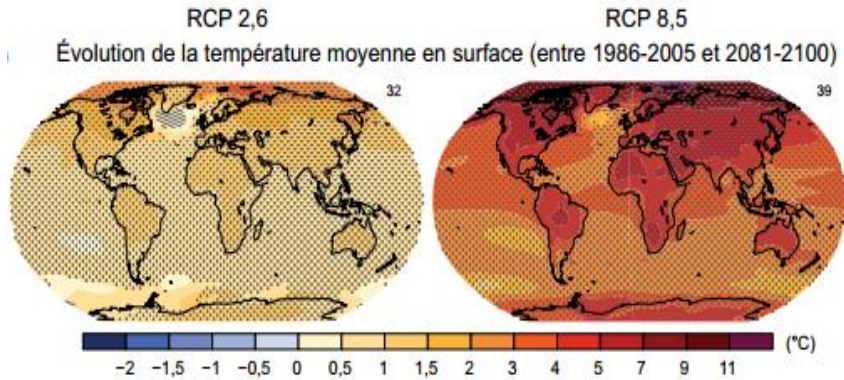 RCP 2,6
RCP 8,5
Évolution de la température moyenne en surface (entre 1986-2005 et 2081-2100)
32
39
−2 −1,5 −1 −0,5 0 0,5 1 1,5 2 3 4 5 7 9 11 (°C)